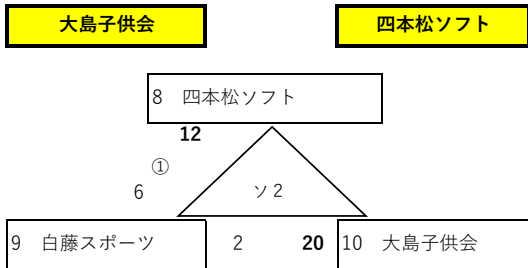 大島子供会 四本松ソフト
8 四本松ソフト
12
①
6 ソ2
9 白藤スポーツ 2 20 10 大島子供会